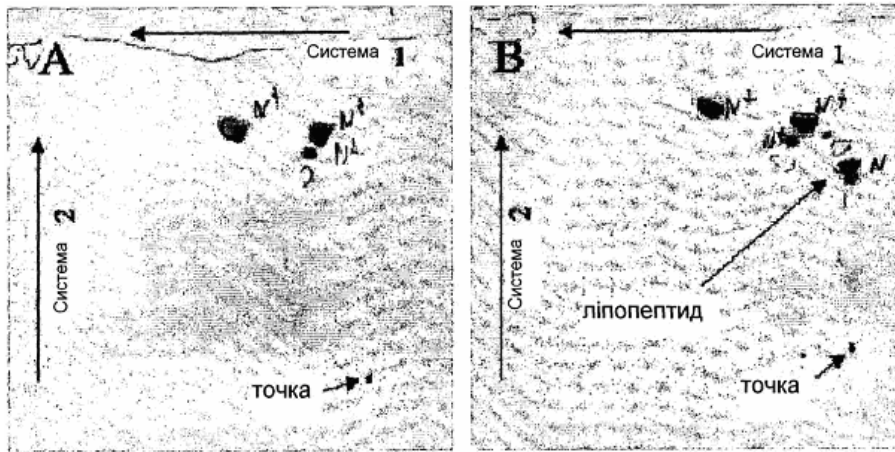 A
Система 1
Система 2
N+
N+
N+
точка
B
Система 1
Система 2
N+
N+
N+
N
ліпопептид
точка